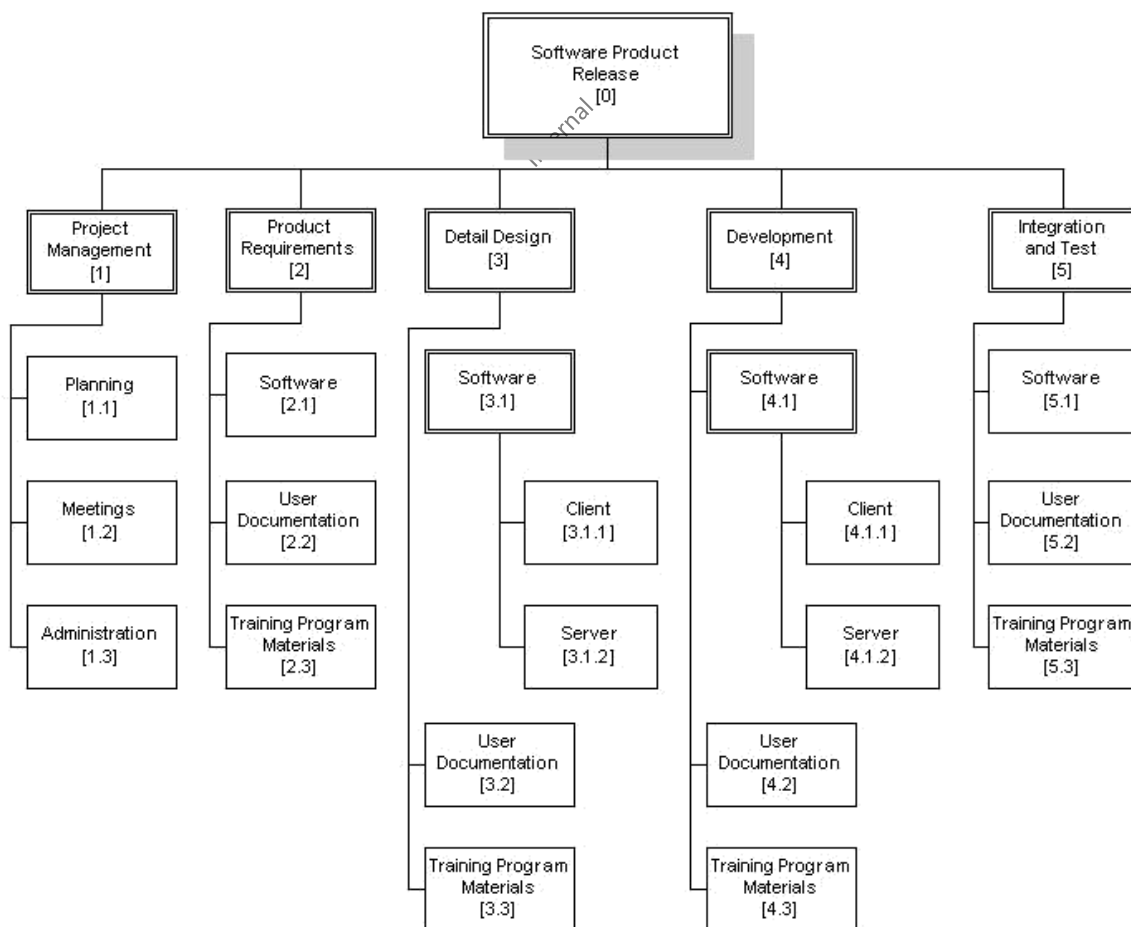 Software Product
Release
[0]
Project
Management
[1]
Product
Requirements
[2]
Detail Design
[3]
Development
[4]
Integration
and Test
[5]
Planning
[1.1]
Software
[2.1]
Software
[3.1]
Software
[4.1]
Software
[5.1]
Meetings
[1.2]
User
Documentation
[2.2]
Client
[3.1.1]
Client
[4.1.1]
User
Documentation
[5.2]
Administration
[1.3]
Training Program
Materials
[2.3]
Server
[3.1.2]
Server
[4.1.2]
Training Program
Materials
[5.3]
User
Documentation
[3.2]
User
Documentation
[4.2]
Training Program
Materials
[3.3]
Training Program
Materials
[4.3]